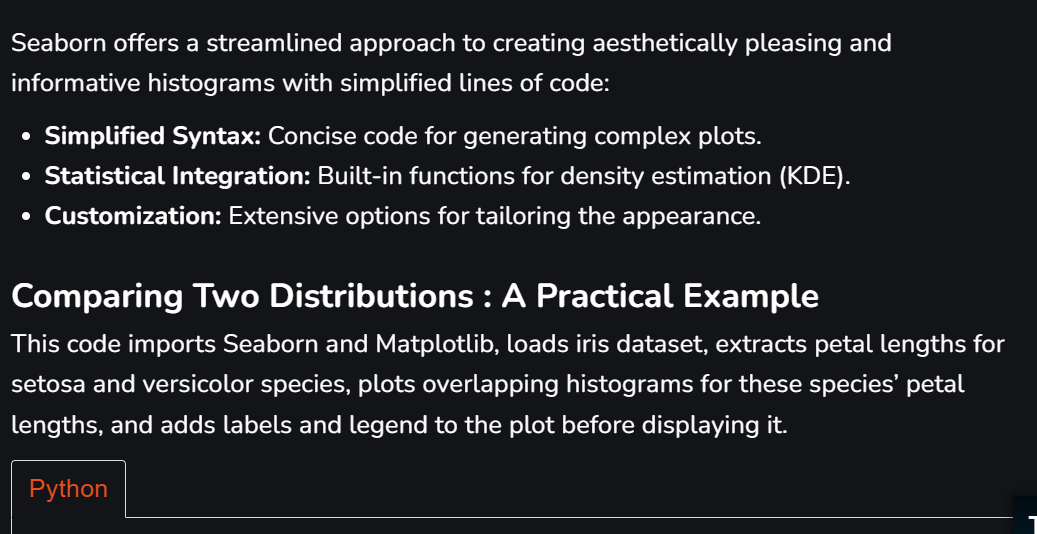 Seaborn offers a streamlined approach to creating aesthetically pleasing and
informative histograms with simplified lines of code:
• Simplified Syntax: Concise code for generating complex plots.
• Statistical Integration: Built-in functions for density estimation (KDE).
• Customization: Extensive options for tailoring the appearance.
Comparing Two Distributions : A Practical Example
This code imports Seaborn and Matplotlib, loads iris dataset, extracts petal lengths for
setosa and versicolor species, plots overlapping histograms for these species’ petal
lengths, and adds labels and legend to the plot before displaying it.
Python